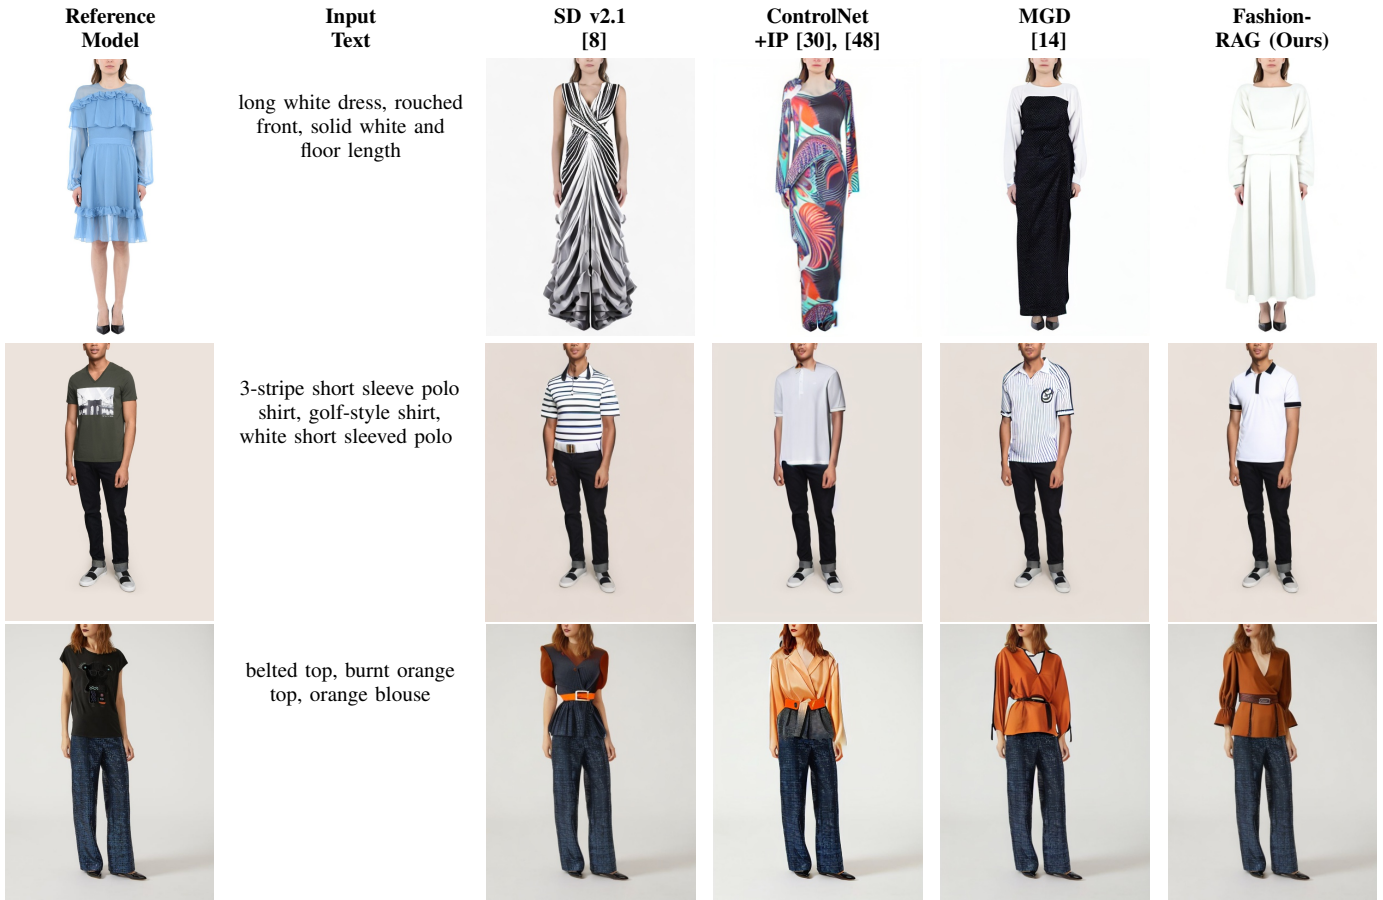 Reference
Model
Input
Text
SD v2.1
[8]
ControlNet
+IP [30], [48]
MGD
[14]
Fashion-
RAG (Ours)
long white dress, rouched
front, solid white and
floor length
3-stripe short sleeve polo
shirt, golf-style shirt,
white short sleeved polo
belted top, burnt orange
top, orange blouse